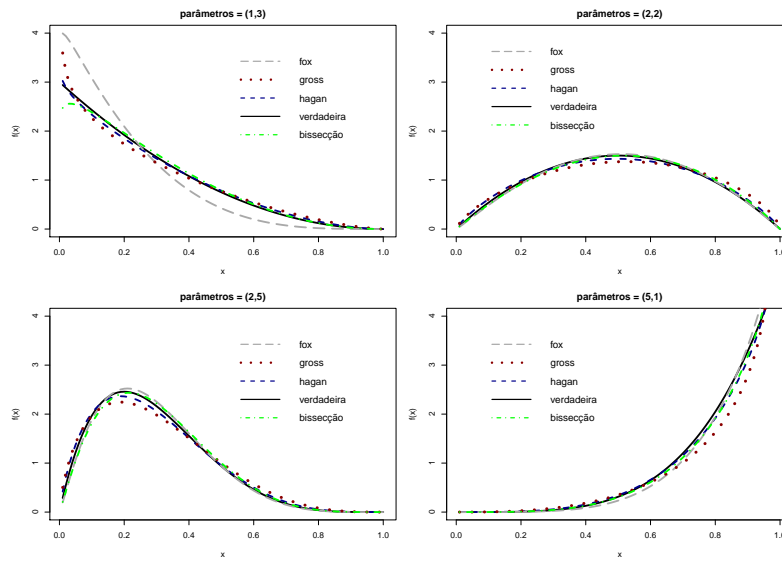 parâmetros = (1,3)
f(x)
4
3
2
1
0
fox
gross
hagan
verdadeira
bissecção
0.0 0.2 0.4 0.6 0.8 1.0
x
parâmetros = (2,2)
f(x)
4
3
2
1
0
fox
gross
hagan
verdadeira
bissecção
0.0 0.2 0.4 0.6 0.8 1.0
x
parâmetros = (2,5)
f(x)
4
3
2
1
0
fox
gross
hagan
verdadeira
bissecção
0.0 0.2 0.4 0.6 0.8 1.0
x
parâmetros = (5,1)
f(x)
4
3
2
1
0
fox
gross
hagan
verdadeira
bissecção
0.0 0.2 0.4 0.6 0.8 1.0
x